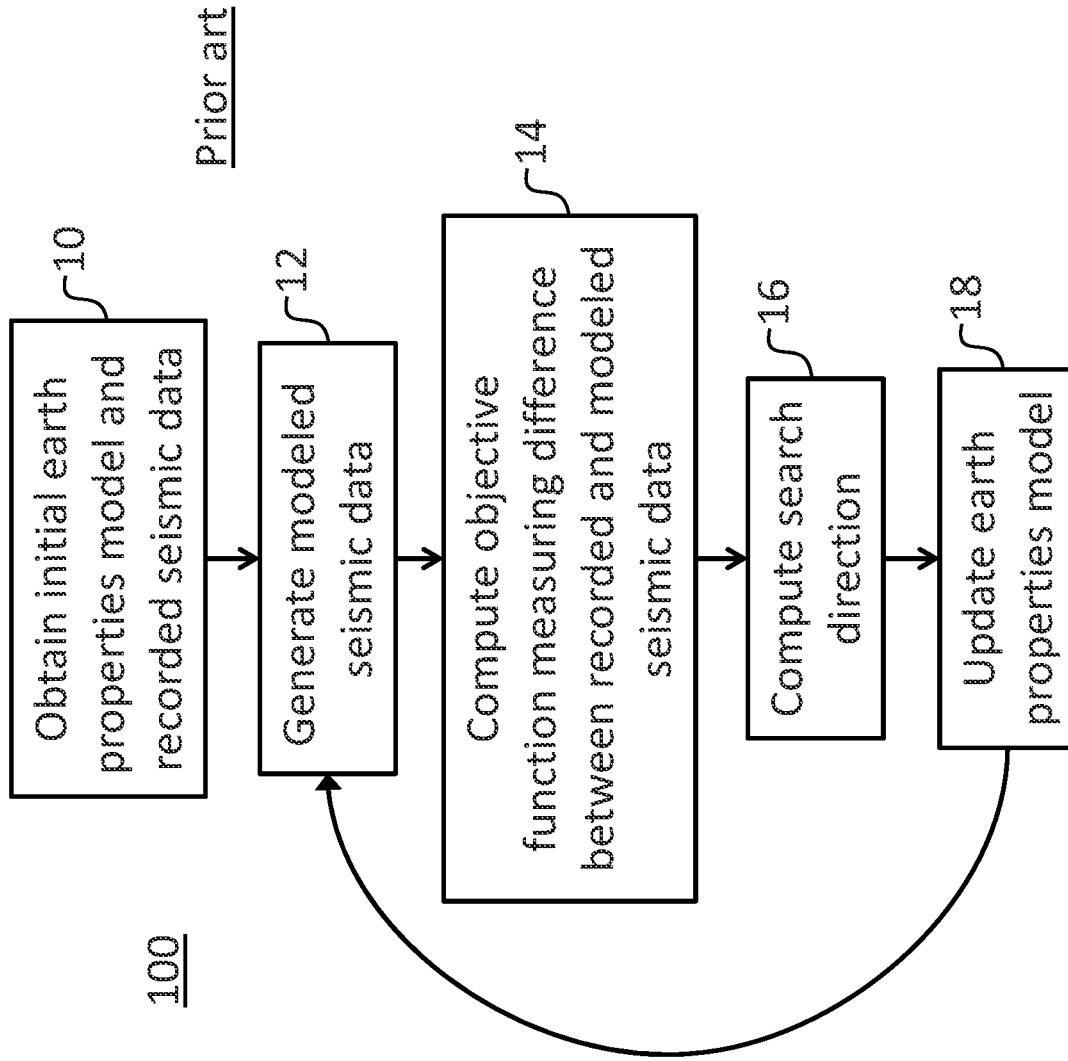 100
Prior art
10
Obtain initial earth
properties model and
recorded seismic data
12
Generate modeled
seismic data
14
Compute objective
function measuring difference
between recorded and modeled
seismic data
16
Compute search
direction
18
Update earth
properties model